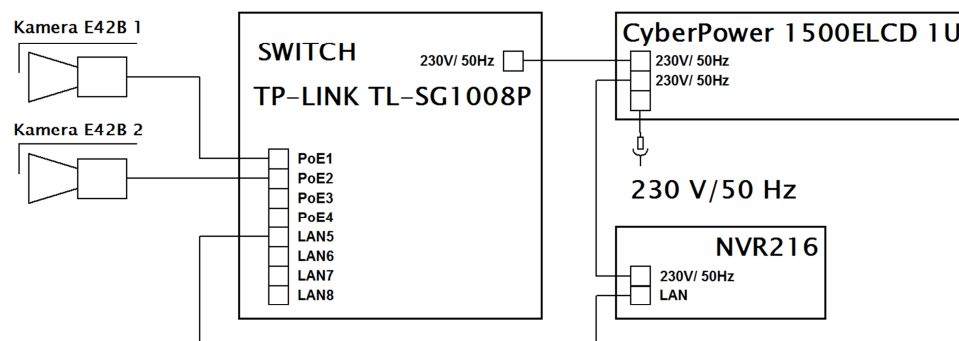 Kamera E42B 1
Kamera E42B 2
SWITCH
230V/ 50Hz
TP-LINK TL-SG1008P
PoE1
PoE2
PoE3
PoE4
LAN5
LAN6
LAN7
LAN8
CyberPower 1500ELCD 1U
230V/ 50Hz
230V/ 50Hz
230 V/50 Hz
NVR216
230V/ 50Hz
LAN